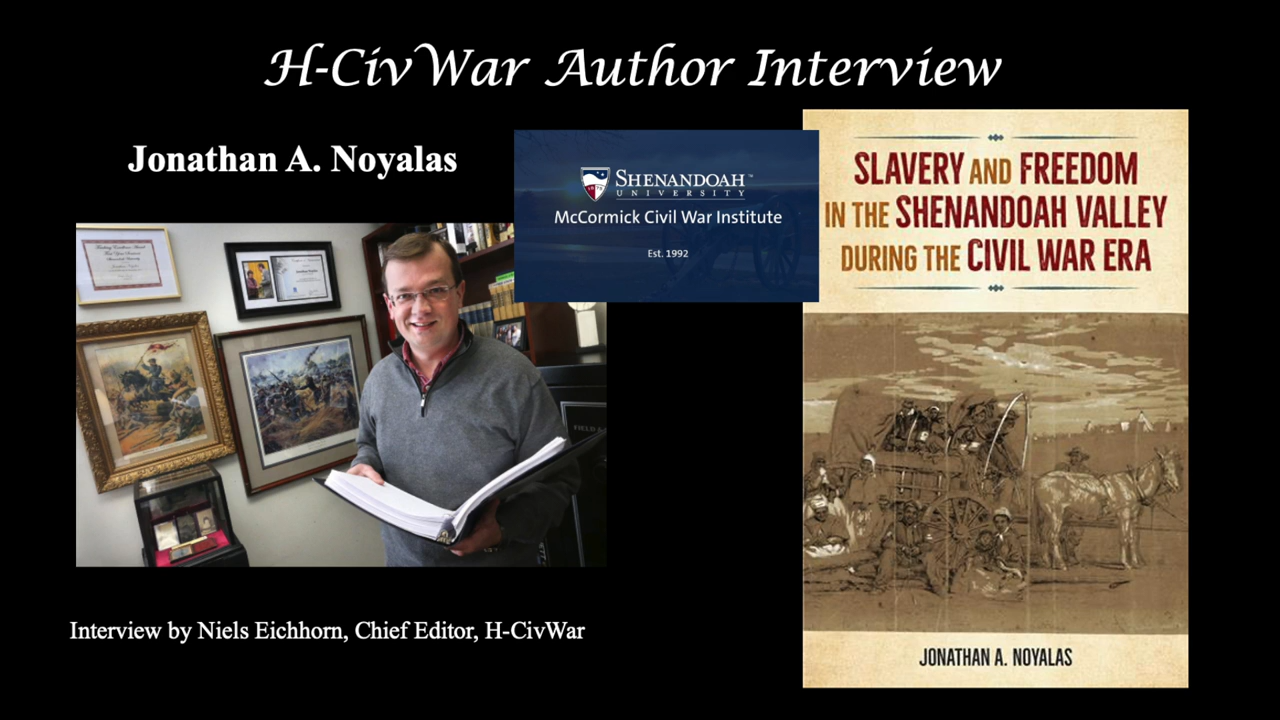 H-CivWar Author Interview
Jonathan A. Noyalas
SHENANDOAH™
UNIVERSITY
McCormick Civil War Institute
Est. 1992
SLAVERY AND FREEDOM
IN THE SHENANDOAH VALLEY
DURING THE CIVIL WAR ERA
JONATHAN A. NOYALAS
Interview by Niels Eichhorn, Chief Editor, H-CivWar